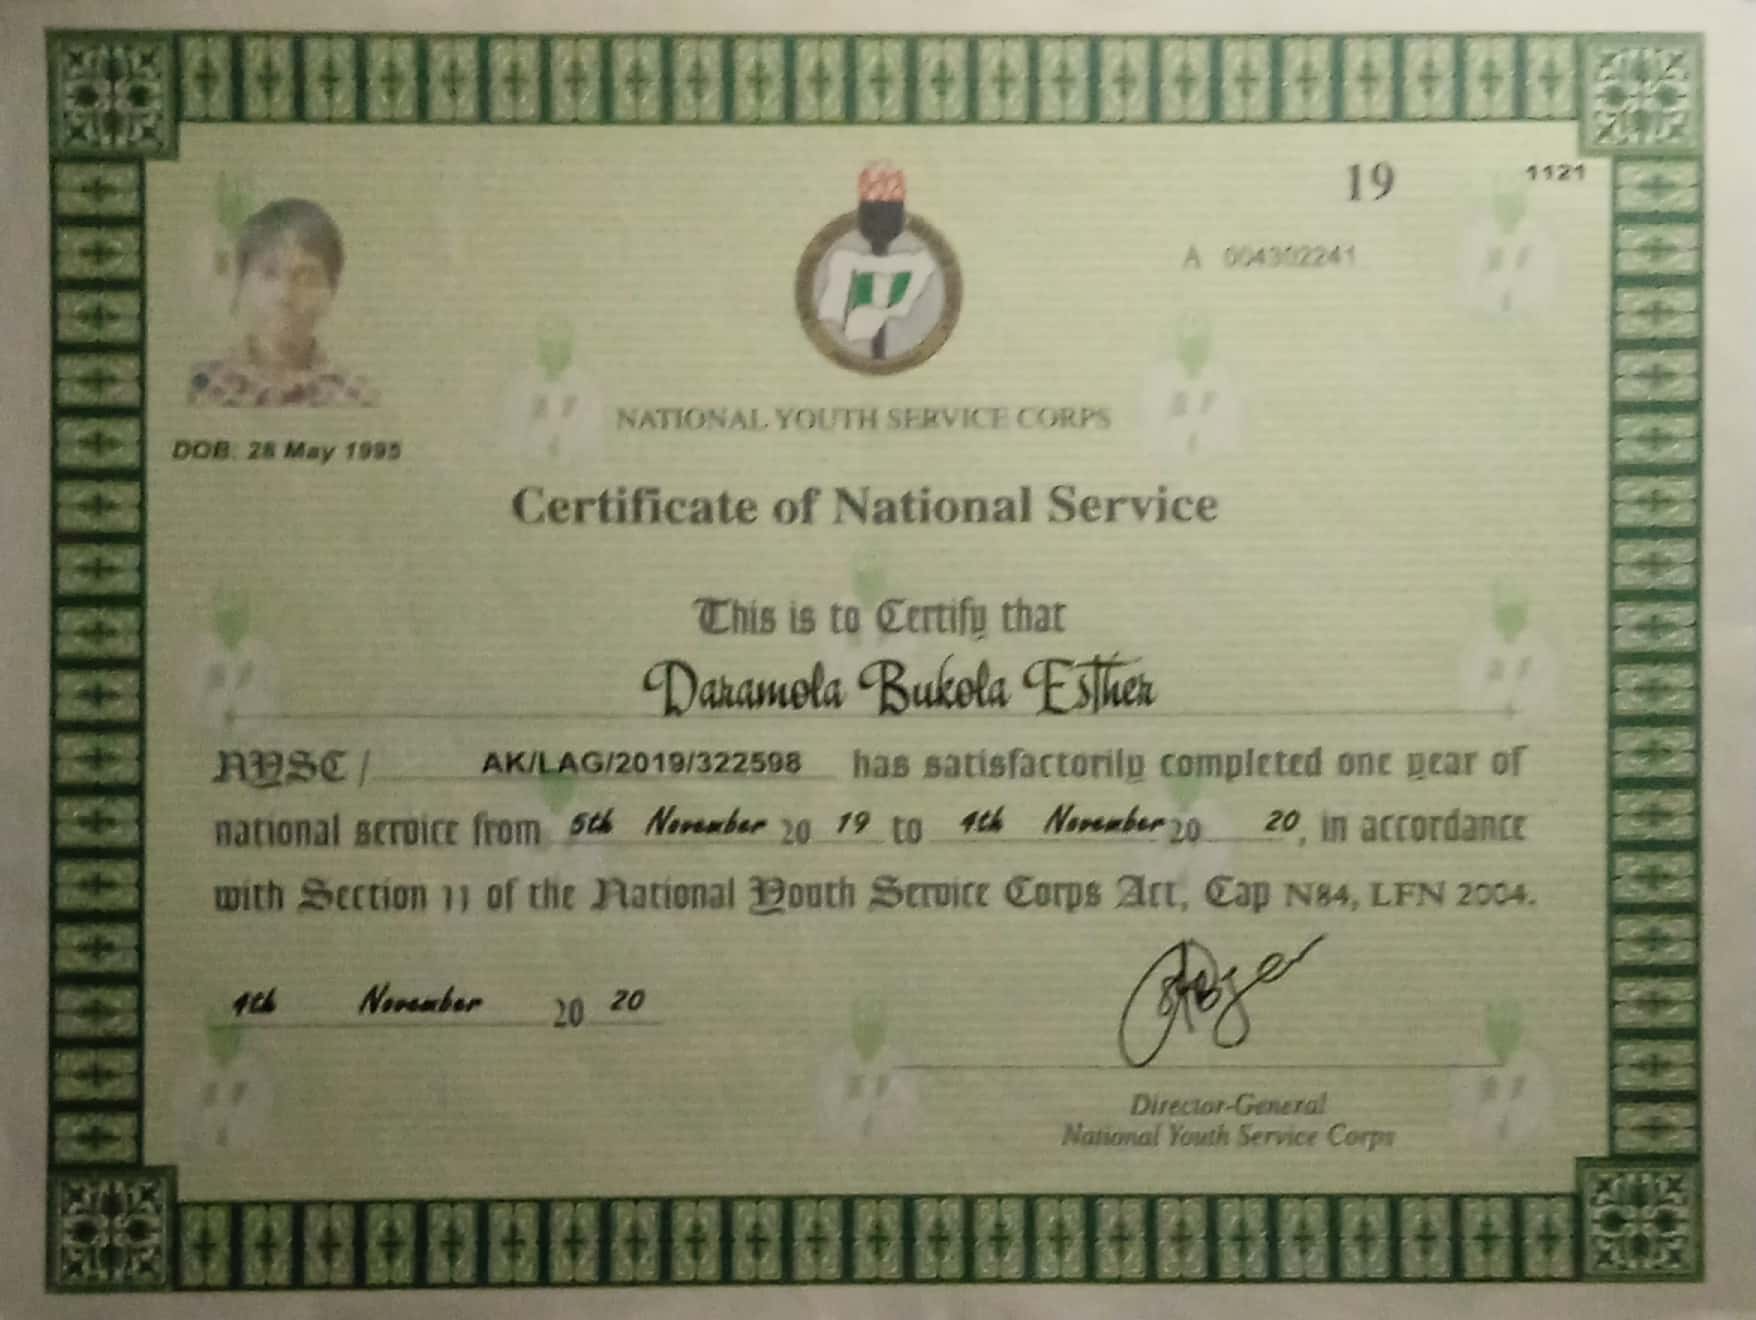 19
1121
A 004302241
NATIONAL YOUTH SERVICE CORPS
DOB: 28 May 1995
Certificate of National Service
This is to Certify that
Daramola Bukola Esther
NYSC / AK/LAG/2019/322598 has satisfactorily completed one year of
national service from 5th November 20 19 to 4th November 20 20, in accordance
with Section 11 of the National Youth Service Corps Act, Cap N84, LFN 2004.
4th November 20 20
Director-General
National Youth Service Corps